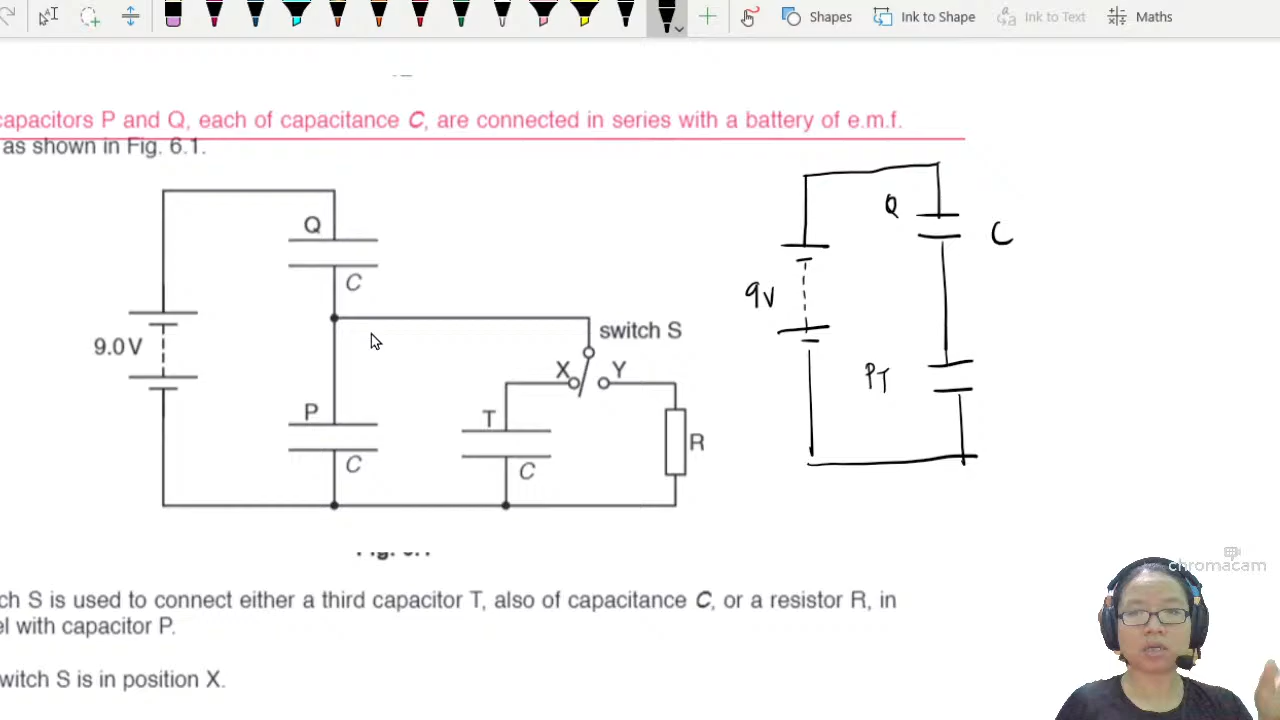 Shapes
Ink to Shape
Ink to Text
Maths
capacitors P and Q, each of capacitance C, are connected in series with a battery of e.m.f.
as shown in Fig. 6.1.
Q
C
9.0 V
switch S
X
Y
P
C
T
C
R
Q
C
9V
PT
ch S is used to connect either a third capacitor T, also of capacitance C, or a resistor R, in
el with capacitor P.
witch S is in position X.
chromacam